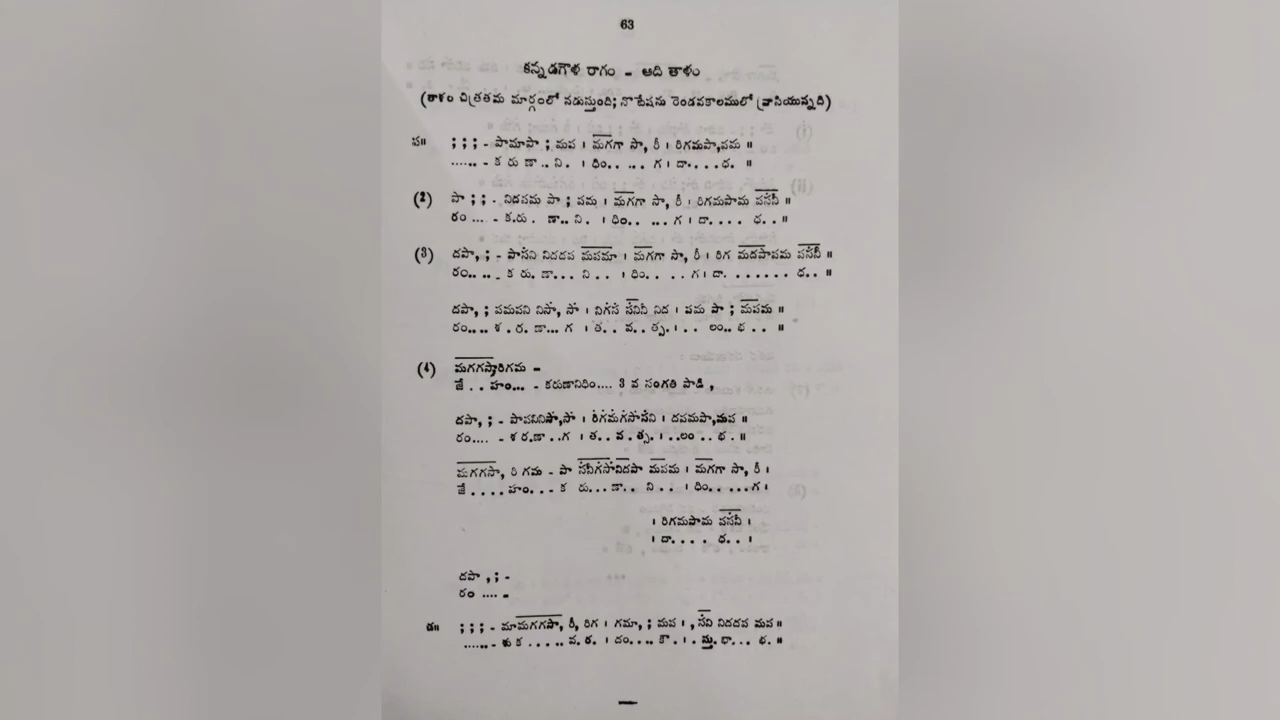 63
కన్నడగౌళ రాగం - ఆది తాళం
(తాళం చిత్రతమ మార్గంలో నడుస్తుంది; నొటేషను రెండవకాలములో వ్రాసియున్నది)
ప॥ ; ; ; - పామాపా ; మప । మగగా సా, రీ । రిగమపా,పమ ॥
..... - క రు ణా .. ని. । ధిం. . ... గ । దా. . . . ధ. ॥
(2) పా ; ; - నిదపమ పా ; పమ । మగగా సా, రీ । రిగమపామ పసనీ ॥
రం ... - క.రు . ణా. . ని . । ధిం. . ... గ । దా. . . . ధ. . ॥
(3) దపా, ; - పాసని నిదదప మపమా । మగగా సా, రీ । రిగ మదపాపమ పసనీ ॥
రం.. .. - క రు. ణా... ని . . । ధిం. . . . గ । దా. . . . . . . ధ. . ॥
దపా, ; పమపని నిసా, సా । నిగస సనినీ నిద । పమ పా ; మపమ ॥
రం.... శ . ర. ణా... గ । త. . వ. . త్స. । . . లం.. భ . . ॥
(4) మగగసా,రిగమ -
జే . . హం... - కరుణానిధిం.... 3 వ సంగతి పాడి ,
దపా, ; - పాపనినిసా,సా । రిగమగసాపని । దపమపా,మప ॥
రం.... - శ ర.ణా . .గ । త. . వ . త్స. । . .లం . . భ . ॥
మగగసా, రి గమ - పా సనిగసానిదపా మపమ । మగగా సా, రీ ।
జే . . . . హం. . . - క రు. . . ణా. . ని . . । ధిం. . ...గ ।
। రిగమపామ పసనీ ।
। దా. . . . ధ. . ।
దపా , ; -
రం .... -
చ॥ ; ; ; - మామగగసా, రీ, రిగ । గమా, ; మప । , సని నిదదప మప ॥
...... - శు క . . . . . ప. ర. । దం. . . . కౌ । . స్తు. భా. . . భ. ॥